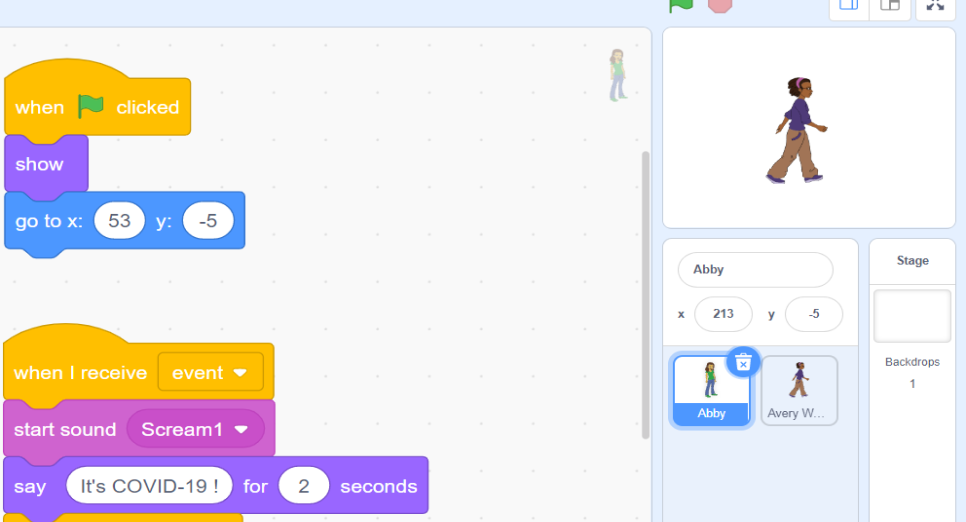 when clicked
show
go to x: 53 y: -5
when I receive event
start sound Scream1
say It's COVID-19 ! for 2 seconds
Abby
x 213 y -5
Abby
Avery W...
Stage
Backdrops
1